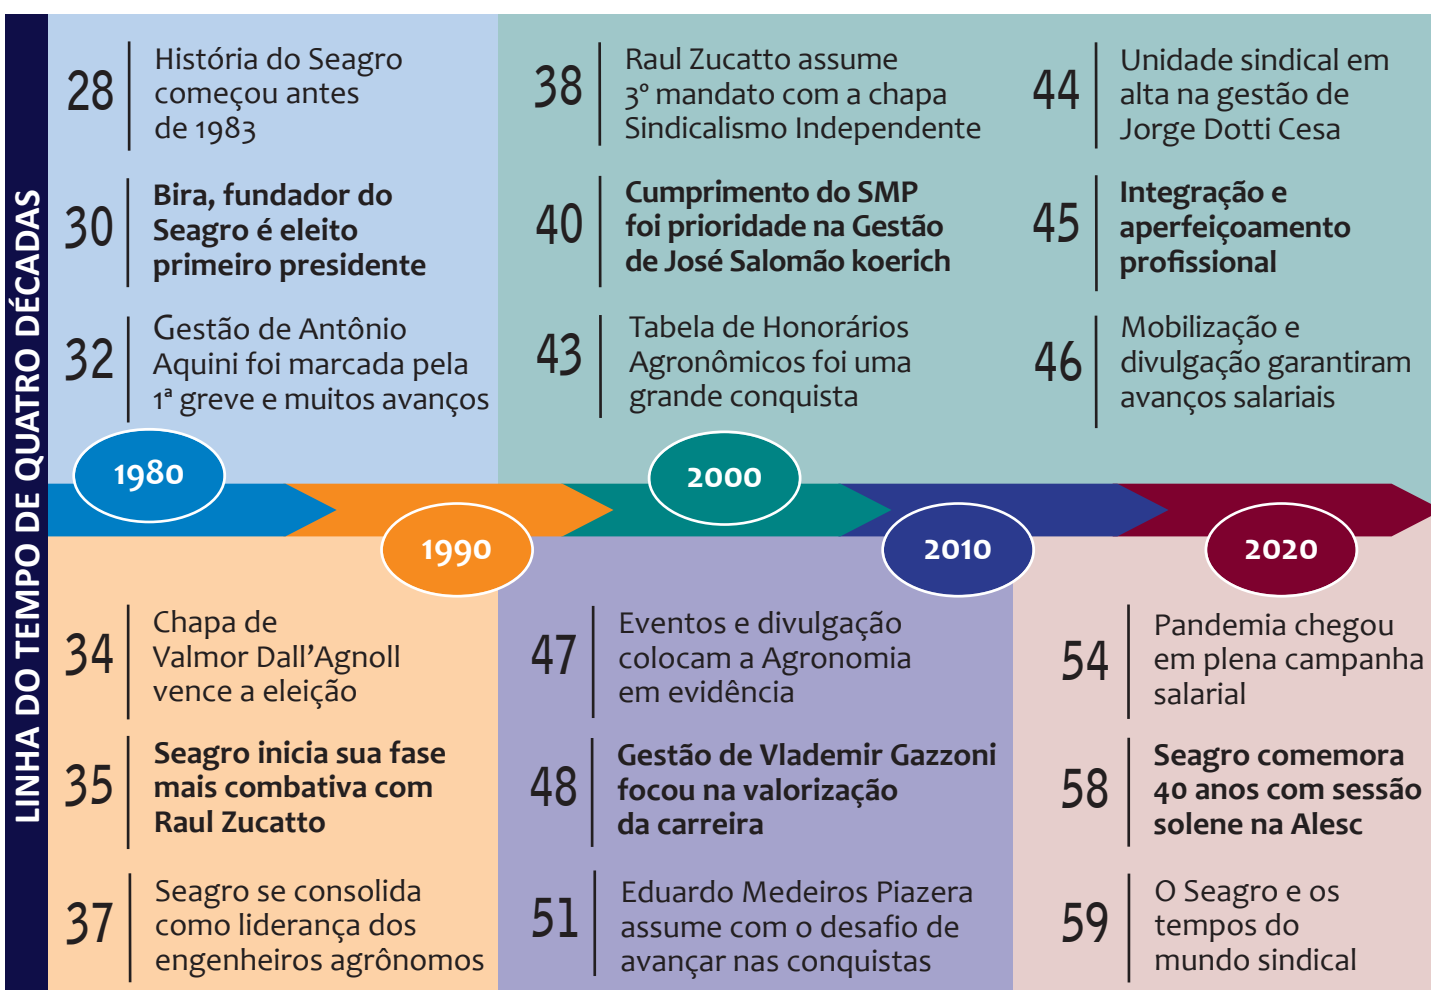 LINHA DO TEMPO DE QUATRO DÉCADAS
28
História do Seagro
começou antes
de 1983
30
Bira, fundador do
Seagro é eleito
primeiro presidente
32
Gestão de Antônio
Aquini foi marcada pela
1ª greve e muitos avanços
38
Raul Zucatto assume
3º mandato com a chapa
Sindicalismo Independente
40
Cumprimento do SMP
foi prioridade na Gestão
de José Salomão koerich
43
Tabela de Honorários
Agronômicos foi uma
grande conquista
44
Unidade sindical em
alta na gestão de
Jorge Dotti Cesa
45
Integração e
aperfeiçoamento
profissional
46
Mobilização e
divulgação garantiram
avanços salariais
1980
1990
2000
2010
2020
34
Chapa de
Valmor Dall'Agnoll
vence a eleição
35
Seagro inicia sua fase
mais combativa com
Raul Zucatto
37
Seagro se consolida
como liderança dos
engenheiros agrônomos
47
Eventos e divulgação
colocam a Agronomia
em evidência
48
Gestão de Vlademir Gazzoni
focou na valorização
da carreira
51
Eduardo Medeiros Piazera
assume com o desafio de
avançar nas conquistas
54
Pandemia chegou
em plena campanha
salarial
58
Seagro comemora
40 anos com sessão
solene na Alesc
59
O Seagro e os
tempos do
mundo sindical